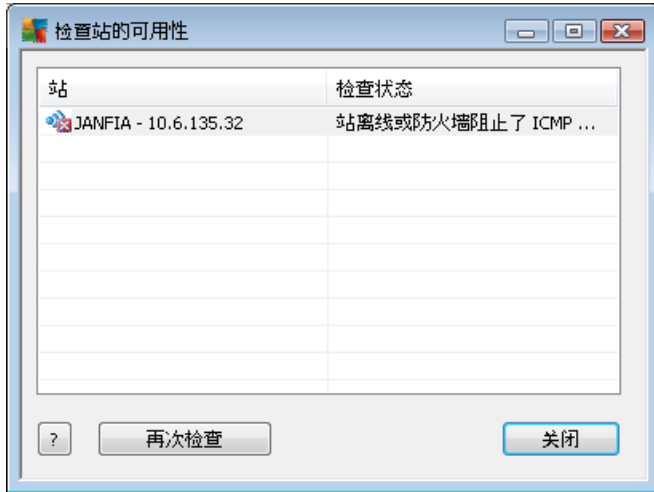 检查站的可用性
站 检查状态
JANFIA - 10.6.135.32 站离线或防火墙阻止了 ICMP ...
? 再次检查 关闭